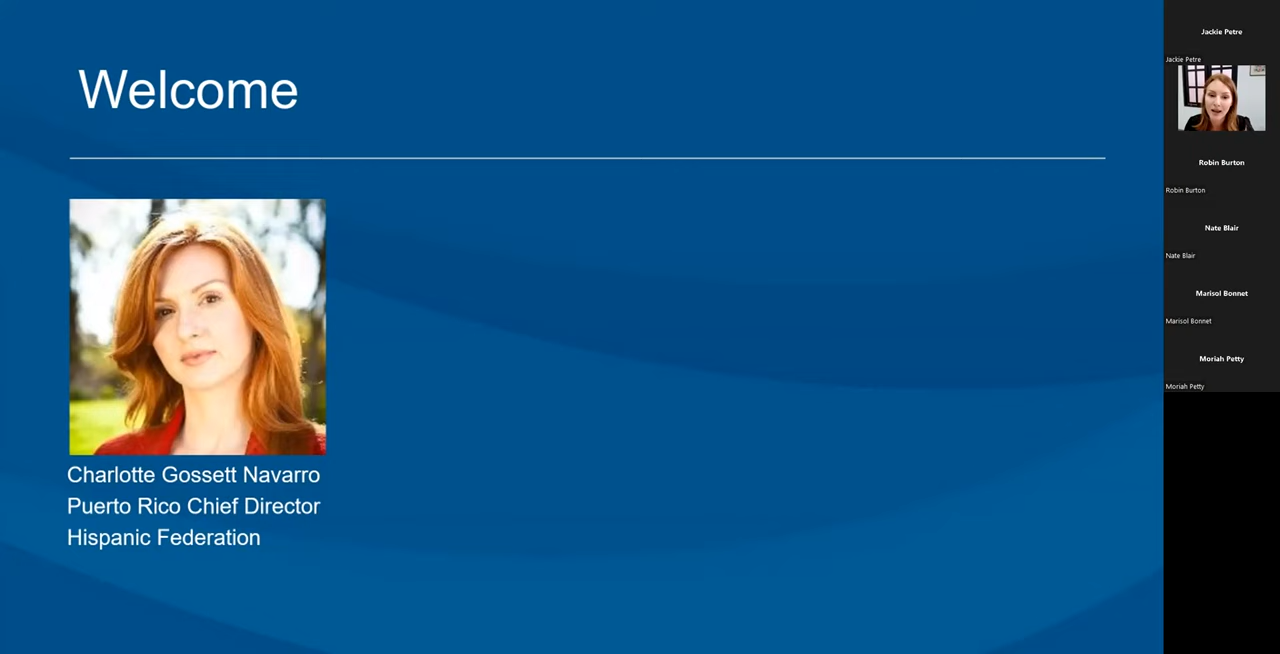 Welcome
Charlotte Gossett Navarro
Puerto Rico Chief Director
Hispanic Federation
Jackie Petre
Jackie Petre
Robin Burton
Robin Burton
Nate Blair
Nate Blair
Marisol Bonnet
Marisol Bonnet
Moriah Petty
Moriah Petty